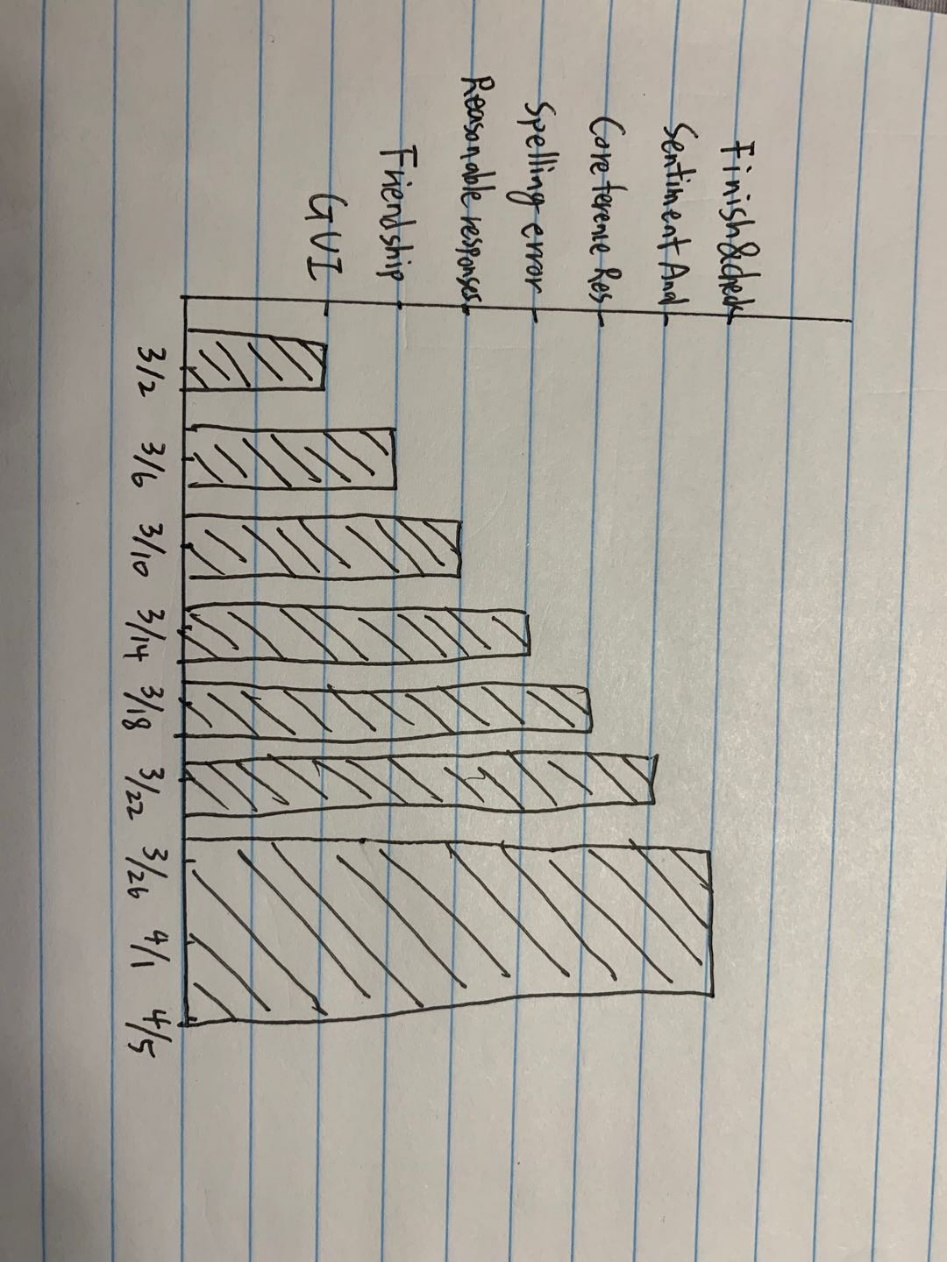 Finish&check
Sentiment And
Coreference Res
Spelling error
Reasonable responses
Friendship
GUI
3/2
3/6
3/10
3/14
3/18
3/22
3/26
4/1
4/5